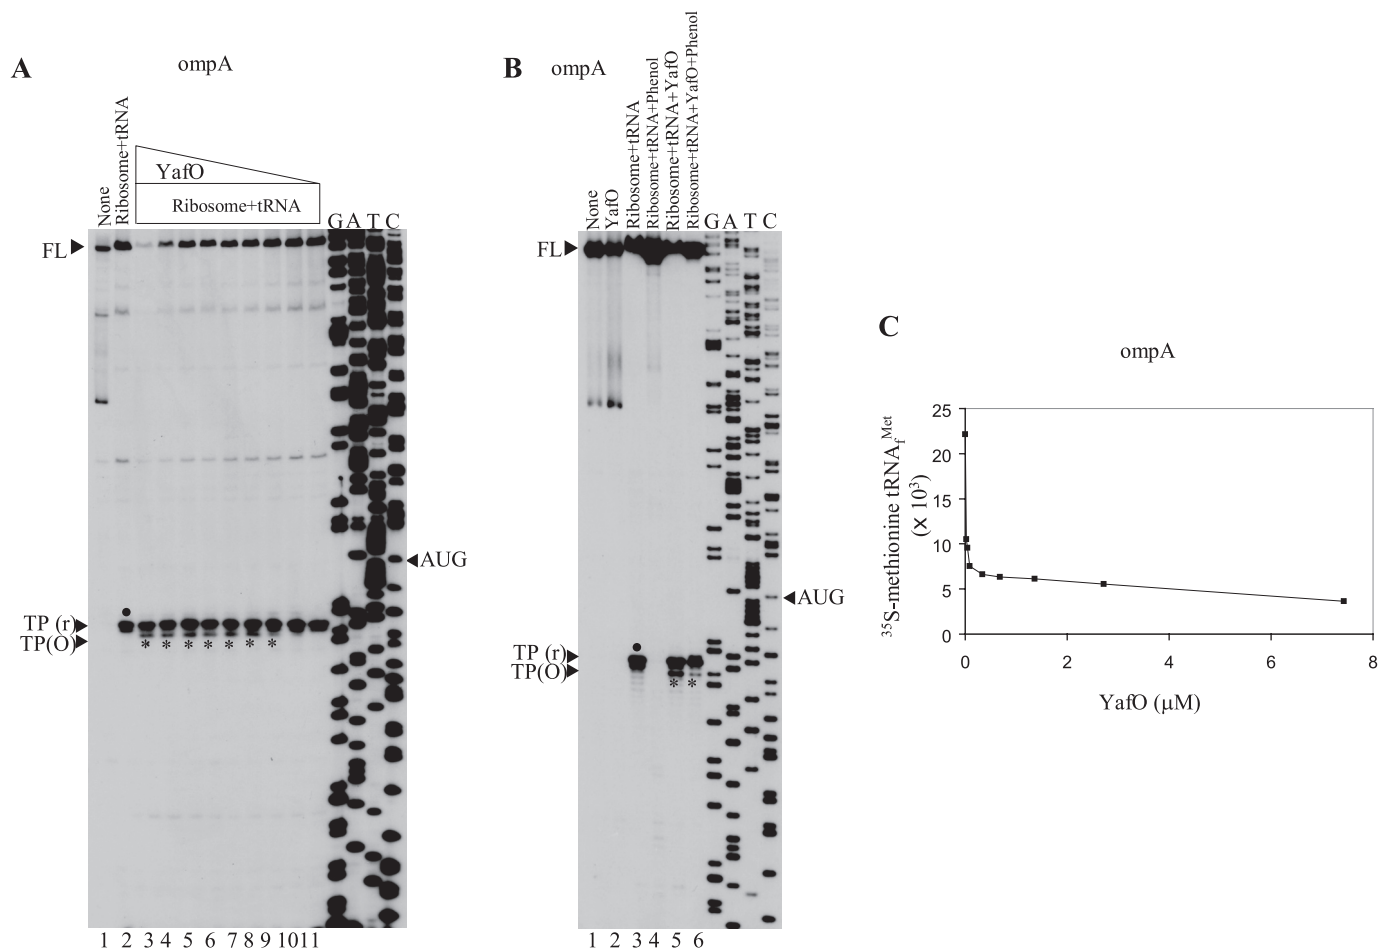 A
ompA
None
Ribosome+tRNA
YafO
Ribosome+tRNA
G A T C
FL
AUG
TP (r)
TP(O)
* * * * * * *
1 2 3 4 5 6 7 8 9 10 11
B
ompA
None
YafO
Ribosome+tRNA
Ribosome+tRNA+Phenol
Ribosome+tRNA+YafO
Ribosome+tRNA+YafO+Phenol
G A T C
FL
AUG
TP (r)
TP(O)
* *
1 2 3 4 5 6
C
ompA
³⁵S-methionine tRNA_f^Met
(x 10³)
25
20
15
10
5
0
0 2 4 6 8
YafO (µM)